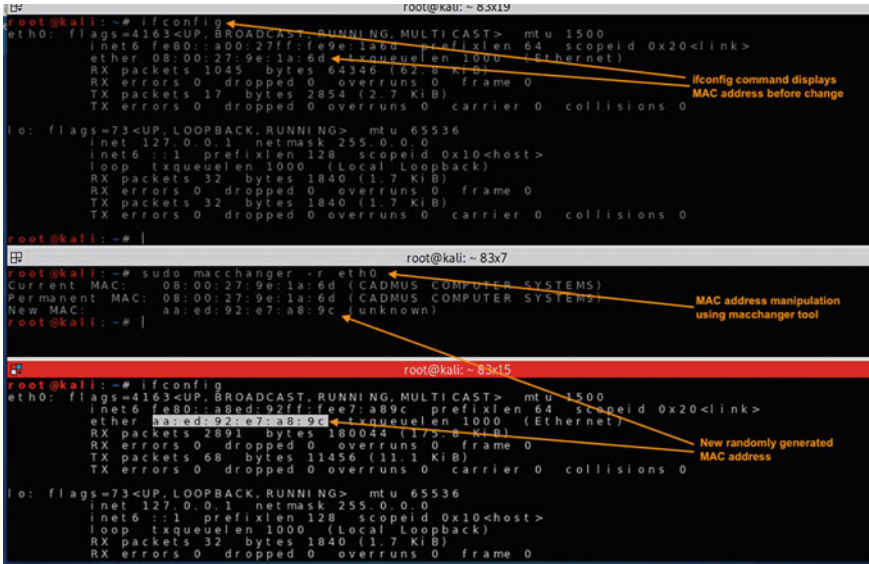 root@kali: ~ 83x19
root@kali:~# ifconfig
eth0: flags=4163<UP,BROADCAST,RUNNING,MULTICAST> mtu 1500
inet6 fe80::a00:27ff:fe9e:1a6d prefixlen 64 scopeid 0x20<link>
ether 08:00:27:9e:1a:6d txqueuelen 1000 (Ethernet)
RX packets 1045 bytes 64346 (62.8 KiB)
RX errors 0 dropped 0 overruns 0 frame 0
TX packets 17 bytes 2854 (2.7 KiB)
TX errors 0 dropped 0 overruns 0 carrier 0 collisions 0
ifconfig command displays
MAC address before change
lo: flags=73<UP,LOOPBACK,RUNNING> mtu 65536
inet 127.0.0.1 netmask 255.0.0.0
inet6 ::1 prefixlen 128 scopeid 0x10<host>
loop txqueuelen 1000 (Local Loopback)
RX packets 32 bytes 1840 (1.7 KiB)
RX errors 0 dropped 0 overruns 0 frame 0
TX packets 32 bytes 1840 (1.7 KiB)
TX errors 0 dropped 0 overruns 0 carrier 0 collisions 0
root@kali:~#
root@kali: ~ 83x7
root@kali:~# sudo macchanger -r eth0
Current MAC: 08:00:27:9e:1a:6d (CADMUS COMPUTER SYSTEMS)
Permanent MAC: 08:00:27:9e:1a:6d (CADMUS COMPUTER SYSTEMS)
New MAC: aa:ed:92:e7:a8:9c (unknown)
root@kali:~#
MAC address manipulation
using macchanger tool
root@kali: ~ 83x15
root@kali:~# ifconfig
eth0: flags=4163<UP,BROADCAST,RUNNING,MULTICAST> mtu 1500
inet6 fe80::a8ed:92ff:fee7:a89c prefixlen 64 scopeid 0x20<link>
ether aa:ed:92:e7:a8:9c txqueuelen 1000 (Ethernet)
RX packets 2891 bytes 180044 (175.8 KiB)
RX errors 0 dropped 0 overruns 0 frame 0
TX packets 68 bytes 11456 (11.1 KiB)
TX errors 0 dropped 0 overruns 0 carrier 0 collisions 0
New randomly generated
MAC address
lo: flags=73<UP,LOOPBACK,RUNNING> mtu 65536
inet 127.0.0.1 netmask 255.0.0.0
inet6 ::1 prefixlen 128 scopeid 0x10<host>
loop txqueuelen 1000 (Local Loopback)
RX packets 32 bytes 1840 (1.7 KiB)
RX errors 0 dropped 0 overruns 0 frame 0